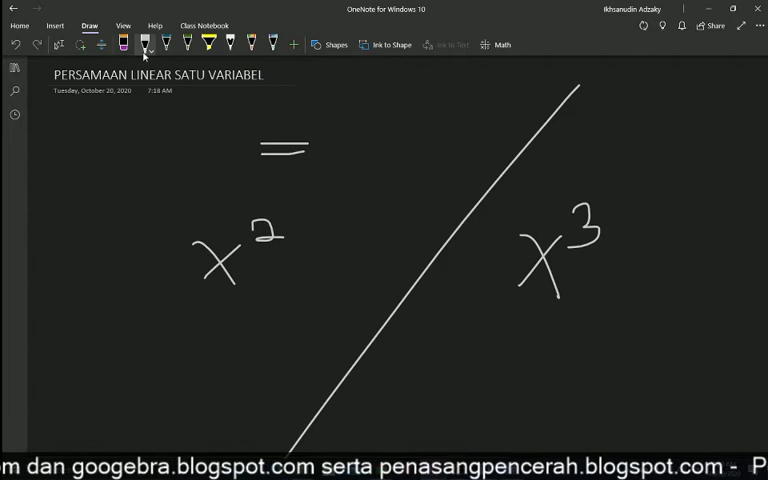 OneNote for Windows 10
Ikhsanudin Adzaky
Home Insert Draw View Help Class Notebook
Share
Shapes Ink to Shape Ink to Text Math
PERSAMAAN LINEAR SATU VARIABEL
Tuesday, October 20, 2020 7:18 AM
=
x² x³
om dan googebra.blogspot.com serta penasangpencerah.blogspot.com - P